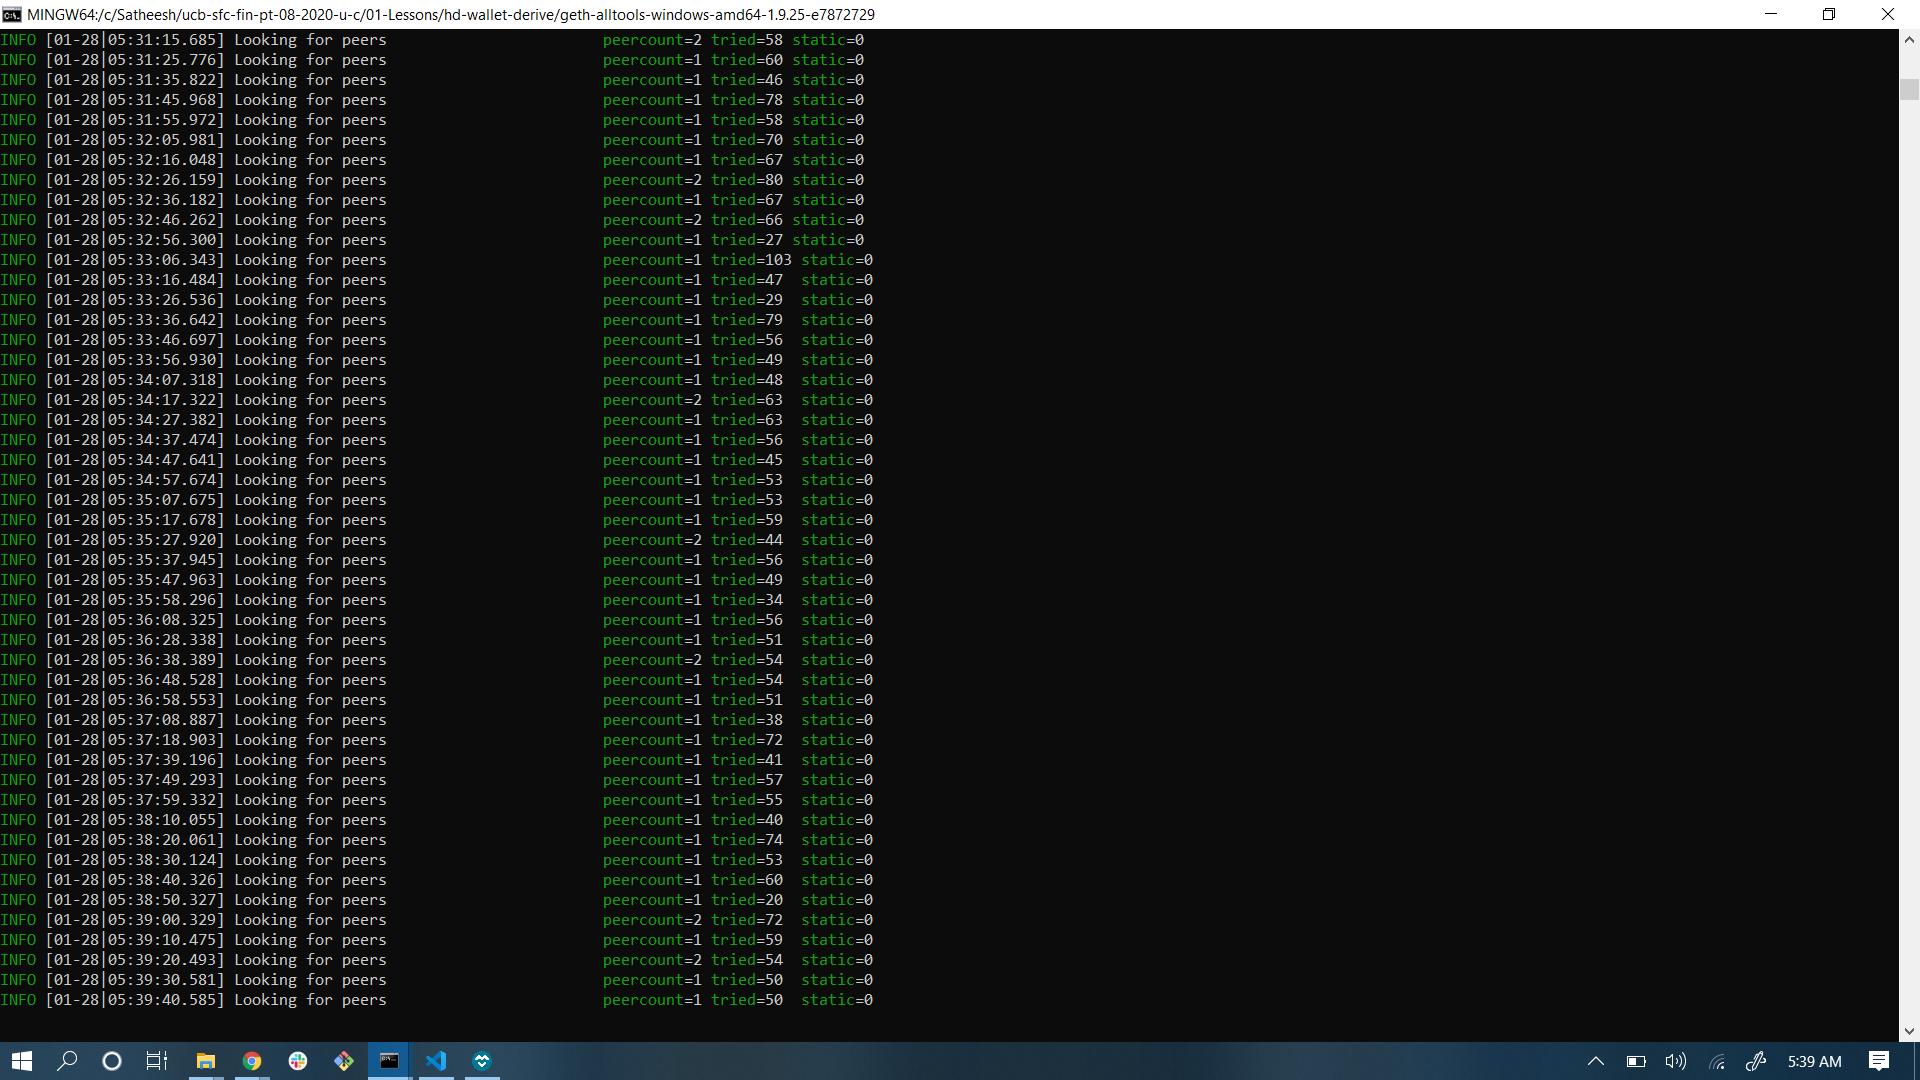 MINGW64:/c/Satheesh/ucb-sfc-fin-pt-08-2020-u-c/01-Lessons/hd-wallet-derive/geth-alltools-windows-amd64-1.9.25-e7872729
INFO [01-28|05:31:15.685] Looking for peers peercount=2 tried=58 static=0
INFO [01-28|05:31:25.776] Looking for peers peercount=1 tried=60 static=0
INFO [01-28|05:31:35.822] Looking for peers peercount=1 tried=46 static=0
INFO [01-28|05:31:45.968] Looking for peers peercount=1 tried=78 static=0
INFO [01-28|05:31:55.972] Looking for peers peercount=1 tried=58 static=0
INFO [01-28|05:32:05.981] Looking for peers peercount=1 tried=70 static=0
INFO [01-28|05:32:16.048] Looking for peers peercount=1 tried=67 static=0
INFO [01-28|05:32:26.159] Looking for peers peercount=2 tried=80 static=0
INFO [01-28|05:32:36.182] Looking for peers peercount=1 tried=67 static=0
INFO [01-28|05:32:46.262] Looking for peers peercount=2 tried=66 static=0
INFO [01-28|05:32:56.300] Looking for peers peercount=1 tried=27 static=0
INFO [01-28|05:33:06.343] Looking for peers peercount=1 tried=103 static=0
INFO [01-28|05:33:16.484] Looking for peers peercount=1 tried=47 static=0
INFO [01-28|05:33:26.536] Looking for peers peercount=1 tried=29 static=0
INFO [01-28|05:33:36.642] Looking for peers peercount=1 tried=79 static=0
INFO [01-28|05:33:46.697] Looking for peers peercount=1 tried=56 static=0
INFO [01-28|05:33:56.930] Looking for peers peercount=1 tried=49 static=0
INFO [01-28|05:34:07.318] Looking for peers peercount=1 tried=48 static=0
INFO [01-28|05:34:17.322] Looking for peers peercount=2 tried=63 static=0
INFO [01-28|05:34:27.382] Looking for peers peercount=1 tried=63 static=0
INFO [01-28|05:34:37.474] Looking for peers peercount=1 tried=56 static=0
INFO [01-28|05:34:47.641] Looking for peers peercount=1 tried=45 static=0
INFO [01-28|05:34:57.674] Looking for peers peercount=1 tried=53 static=0
INFO [01-28|05:35:07.675] Looking for peers peercount=1 tried=53 static=0
INFO [01-28|05:35:17.678] Looking for peers peercount=1 tried=59 static=0
INFO [01-28|05:35:27.920] Looking for peers peercount=2 tried=44 static=0
INFO [01-28|05:35:37.945] Looking for peers peercount=1 tried=56 static=0
INFO [01-28|05:35:47.963] Looking for peers peercount=1 tried=49 static=0
INFO [01-28|05:35:58.296] Looking for peers peercount=1 tried=34 static=0
INFO [01-28|05:36:08.325] Looking for peers peercount=1 tried=56 static=0
INFO [01-28|05:36:28.338] Looking for peers peercount=1 tried=51 static=0
INFO [01-28|05:36:38.389] Looking for peers peercount=2 tried=54 static=0
INFO [01-28|05:36:48.528] Looking for peers peercount=1 tried=54 static=0
INFO [01-28|05:36:58.553] Looking for peers peercount=1 tried=51 static=0
INFO [01-28|05:37:08.887] Looking for peers peercount=1 tried=38 static=0
INFO [01-28|05:37:18.903] Looking for peers peercount=1 tried=72 static=0
INFO [01-28|05:37:39.196] Looking for peers peercount=1 tried=41 static=0
INFO [01-28|05:37:49.293] Looking for peers peercount=1 tried=57 static=0
INFO [01-28|05:37:59.332] Looking for peers peercount=1 tried=55 static=0
INFO [01-28|05:38:10.055] Looking for peers peercount=1 tried=40 static=0
INFO [01-28|05:38:20.061] Looking for peers peercount=1 tried=74 static=0
INFO [01-28|05:38:30.124] Looking for peers peercount=1 tried=53 static=0
INFO [01-28|05:38:40.326] Looking for peers peercount=1 tried=60 static=0
INFO [01-28|05:38:50.327] Looking for peers peercount=1 tried=20 static=0
INFO [01-28|05:39:00.329] Looking for peers peercount=2 tried=72 static=0
INFO [01-28|05:39:10.475] Looking for peers peercount=1 tried=59 static=0
INFO [01-28|05:39:20.493] Looking for peers peercount=2 tried=54 static=0
INFO [01-28|05:39:30.581] Looking for peers peercount=1 tried=50 static=0
INFO [01-28|05:39:40.585] Looking for peers peercount=1 tried=50 static=0
5:39 AM